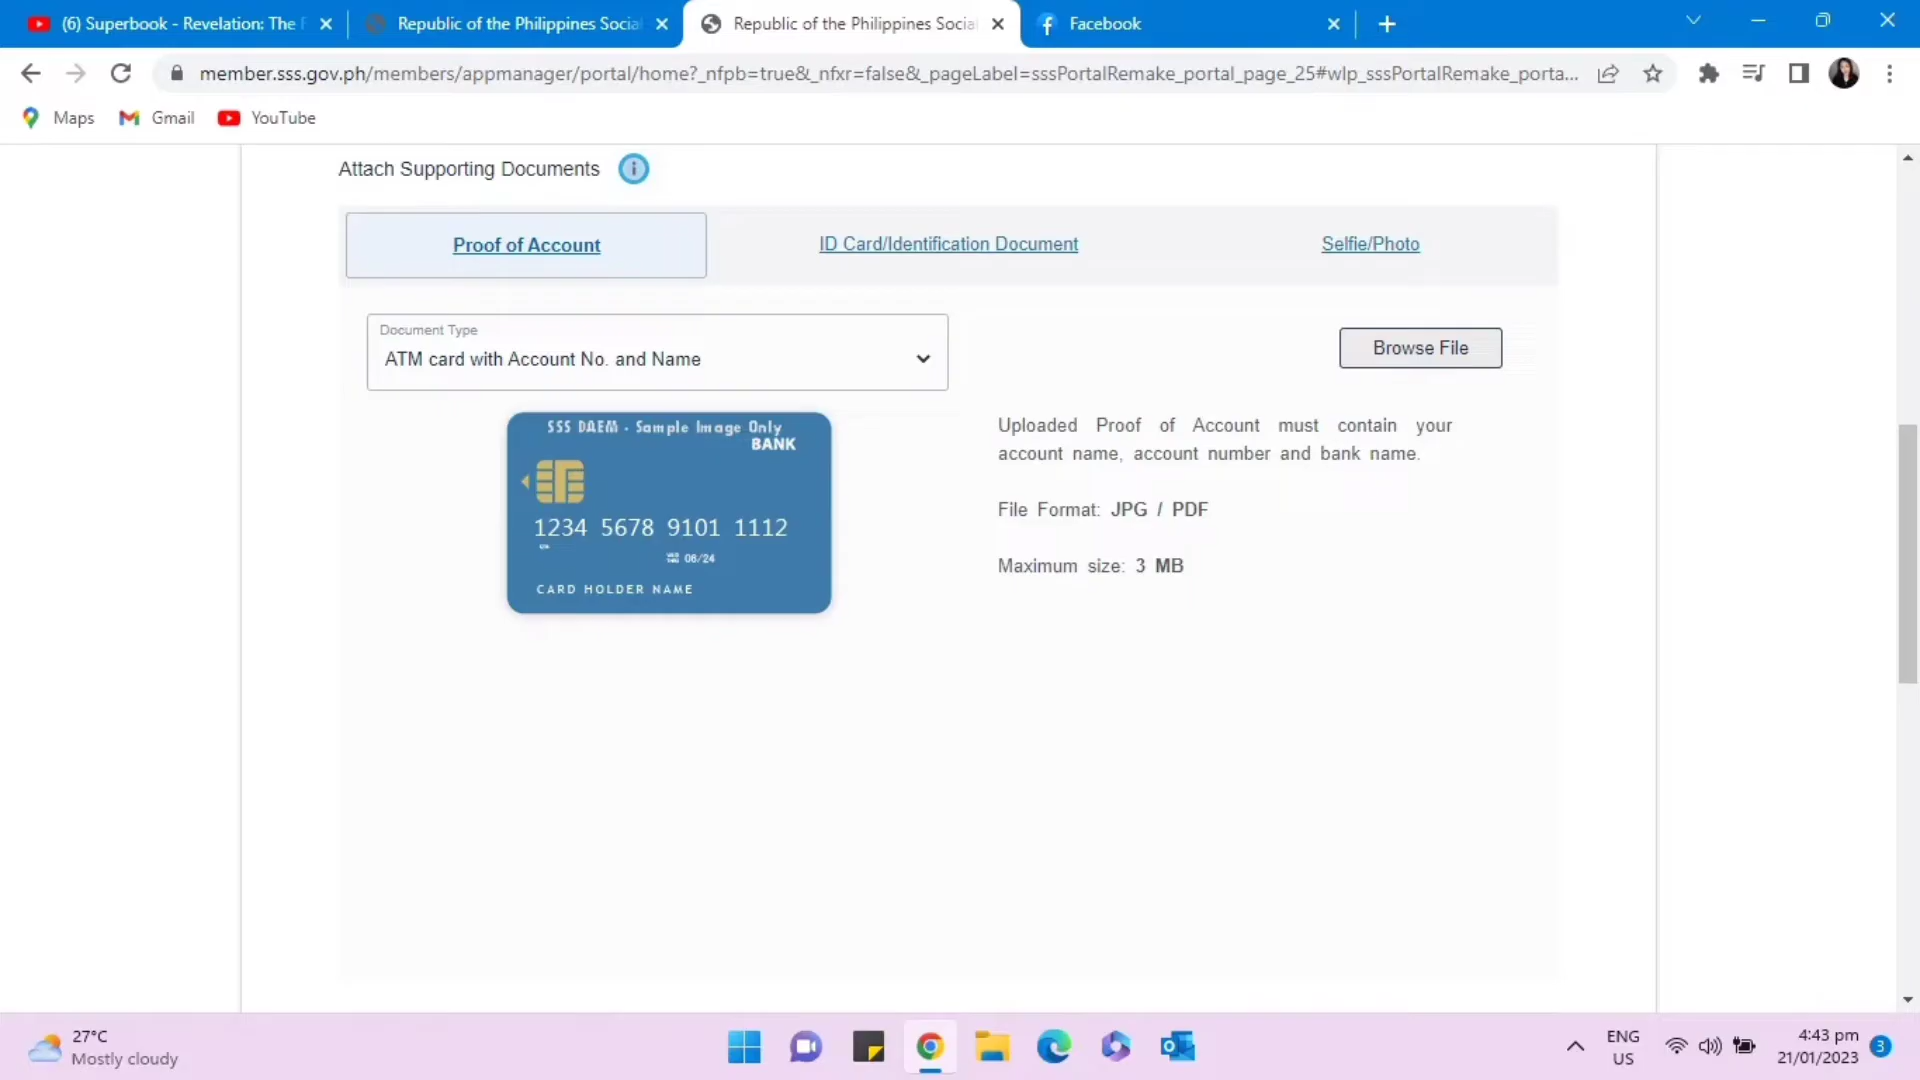 (6) Superbook - Revelation: The
Republic of the Philippines Social
Republic of the Philippines Social
Facebook
member.sss.gov.ph/members/appmanager/portal/home?_nfpb=true&_nfxr=false&_pageLabel=sssPortalRemake_portal_page_25#wlp_sssPortalRemake_porta...
Maps
Gmail
YouTube
Attach Supporting Documents
Proof of Account
ID Card/Identification Document
Selfie/Photo
Document Type
ATM card with Account No. and Name
Browse File
SSS DAEM - Sample Image Only
BANK
1234 5678 9101 1112
08/24
CARD HOLDER NAME
Uploaded Proof of Account must contain your
account name, account number and bank name.
File Format: JPG / PDF
Maximum size: 3 MB
27°C
Mostly cloudy
ENG
US
4:43 pm
21/01/2023
3